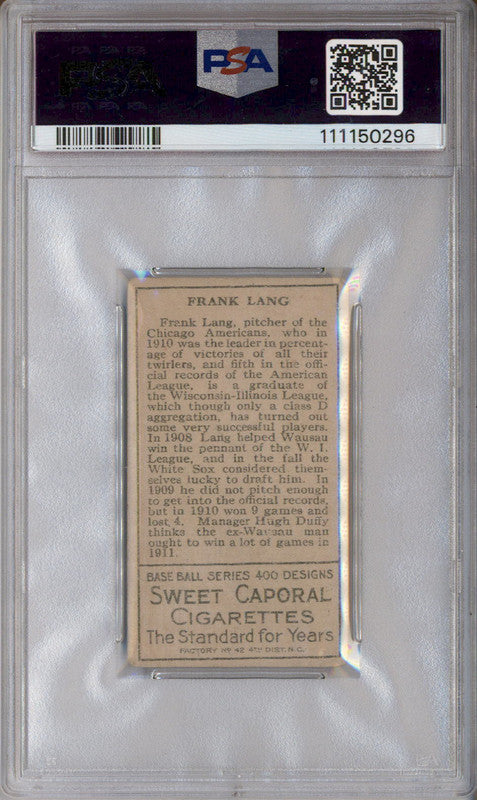 PSA
PSA
111150296
FRANK LANG
Frank Lang, pitcher of the
Chicago Americans, who in
1910 was the leader in percent-
age of victories of all their
twirlers, and fifth in the offi-
cial records of the American
League, is a graduate of
the Wisconsin-Illinois League,
which though only a class D
aggregation, has turned out
some very successful players.
In 1908 Lang helped Wausau
win the pennant of the W. I.
League, and in the fall the
White Sox considered them-
selves lucky to draft him. In
1909 he did not pitch enough
to get into the official records,
but in 1910 won 9 games and
lost 4. Manager Hugh Duffy
thinks the ex-Wausau man
ought to win a lot of games in
1911.
BASE BALL SERIES 400 DESIGNS
SWEET CAPORAL
CIGARETTES
The Standard for Years
FACTORY No 42 4TH DIST. N.C.